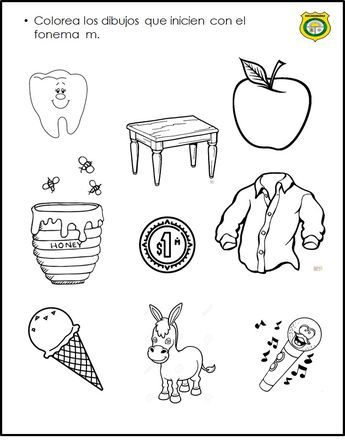 • Colorea los dibujos que inicien con el
fonema m.
HONEY
$1